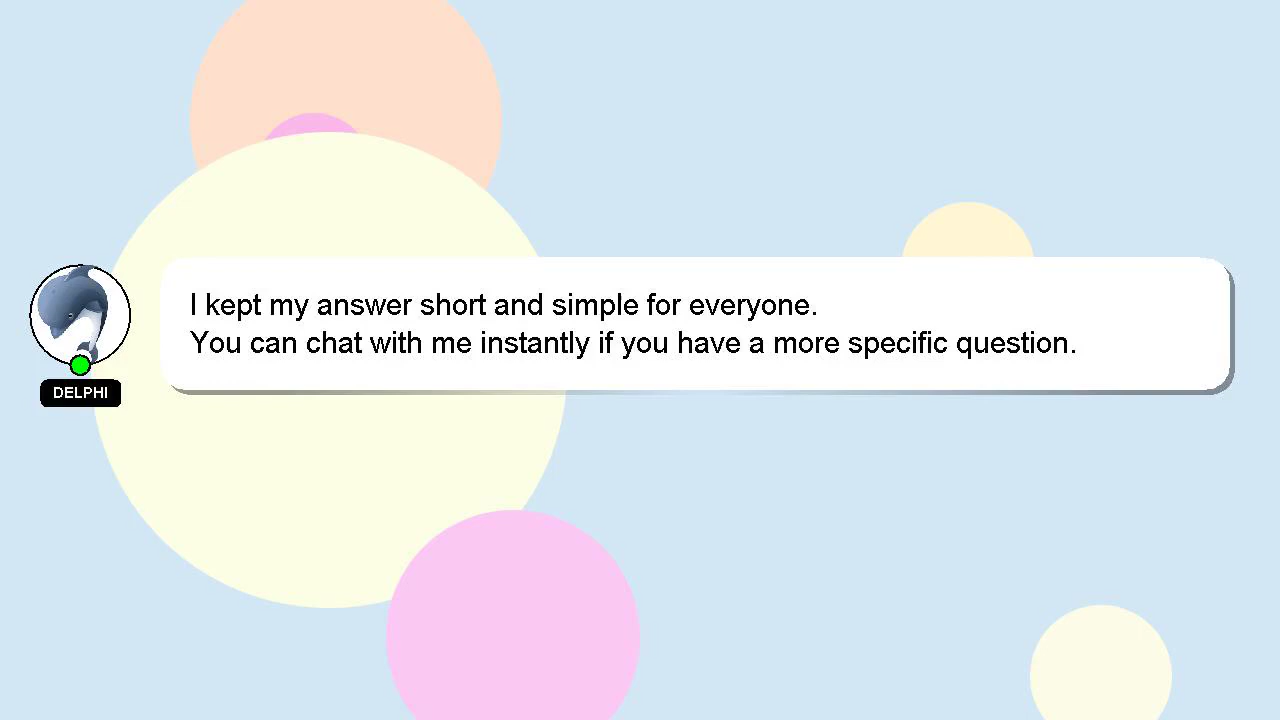 I kept my answer short and simple for everyone.
You can chat with me instantly if you have a more specific question.
DELPHI